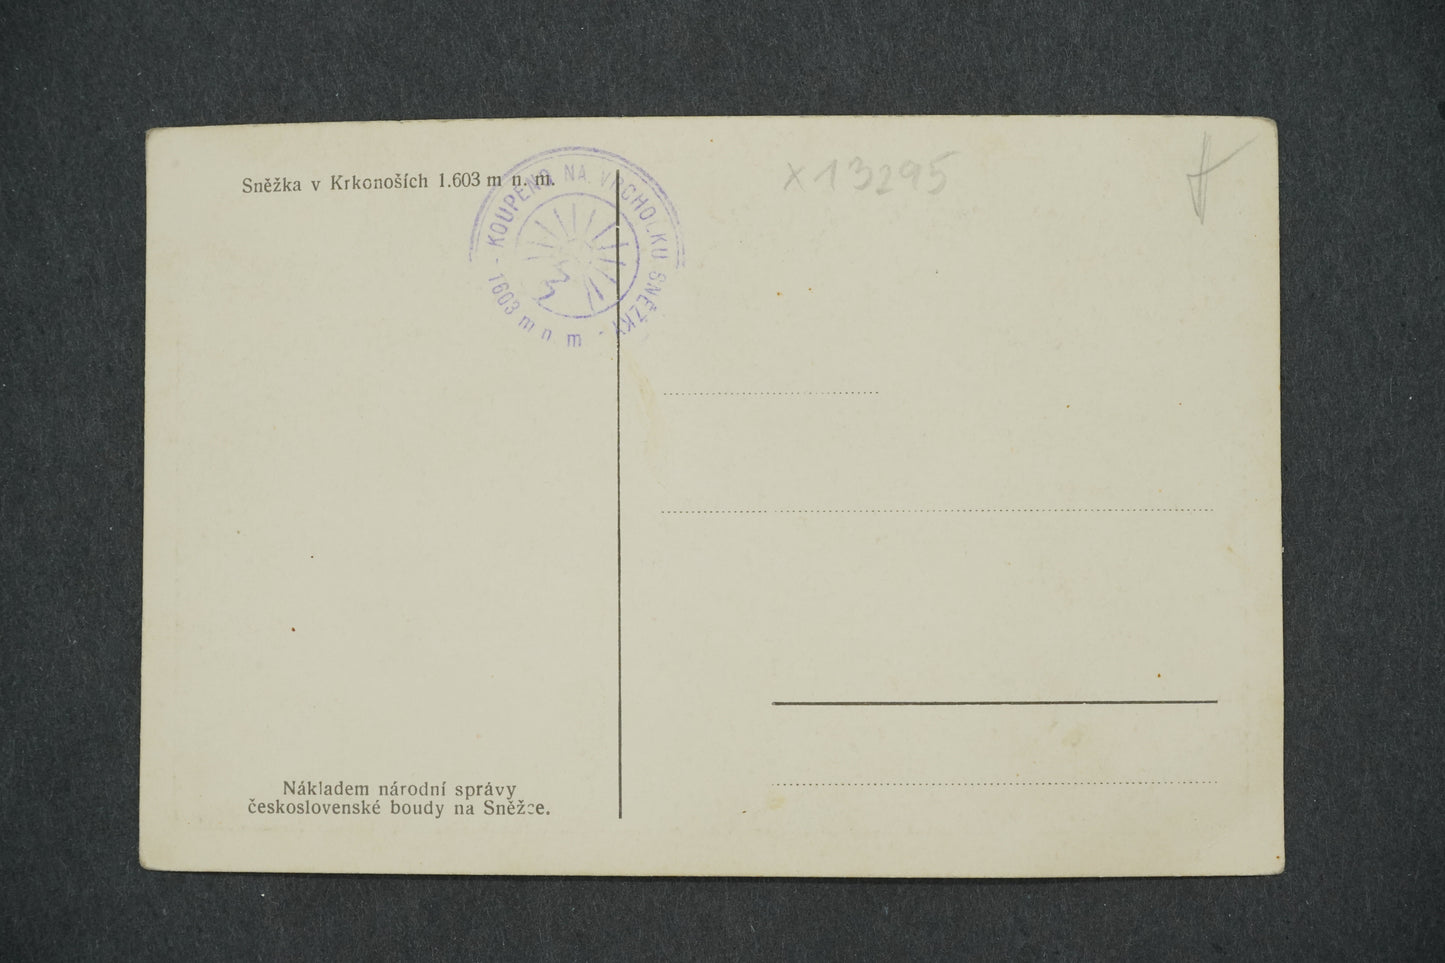 Sněžka v Krkonoších 1.603 m n. m.
KOUPENO NA VRCHOLKU SNĚŽKY -
- 1603 m n m
x13295
Nákladem národní správy
československé boudy na Sněžce.